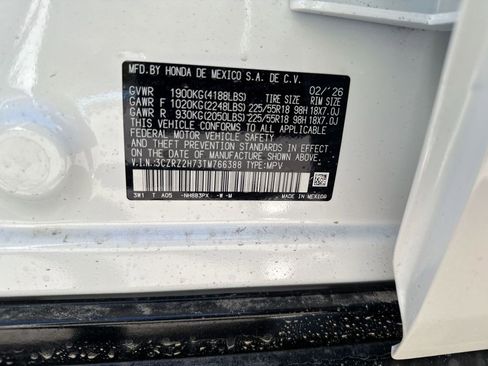 MFD.BY HONDA DE MEXICO S.A. DE C.V.
GVWR 1900KG(4188LBS) 02/'26
TIRE SIZE RIM SIZE
GAWR F 1020KG(2248LBS) 225/55R18 98H 18X7.0J
GAWR R 930KG(2050LBS) 225/55R18 98H 18X7.0J
THIS VEHICLE CONFORMS TO ALL APPLICABLE
FEDERAL MOTOR VEHICLE SAFETY
AND THEFT PREVENTION STANDARDS IN EFFECT ON
THE DATE OF MANUFACTURE SHOWN ABOVE.
V.I.N.:3CZRZ2H73TM766388 TYPE:MPV
3W1 T A05 -NH883PX -W -M
MADE IN MEXICO